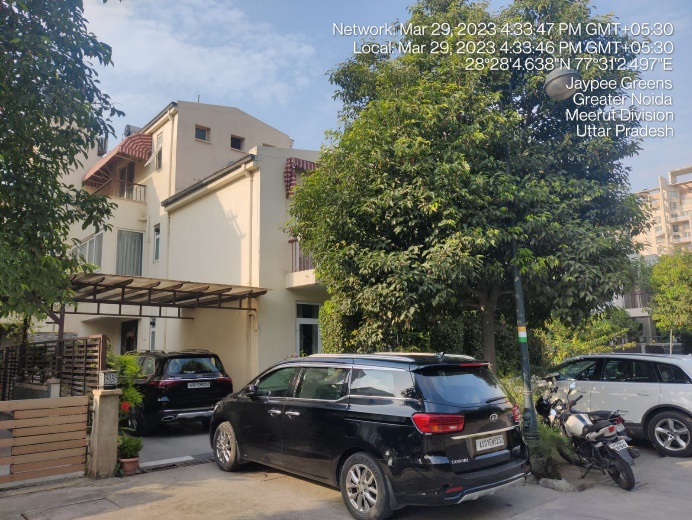 Network: Mar 29, 2023 4:33:47 PM GMT+05:30
Local: Mar 29, 2023 4:33:46 PM GMT+05:30
28°28'4.638"N 77°31'2.497"E
Jaypee Greens
Greater Noida
Meerut Division
Uttar Pradesh